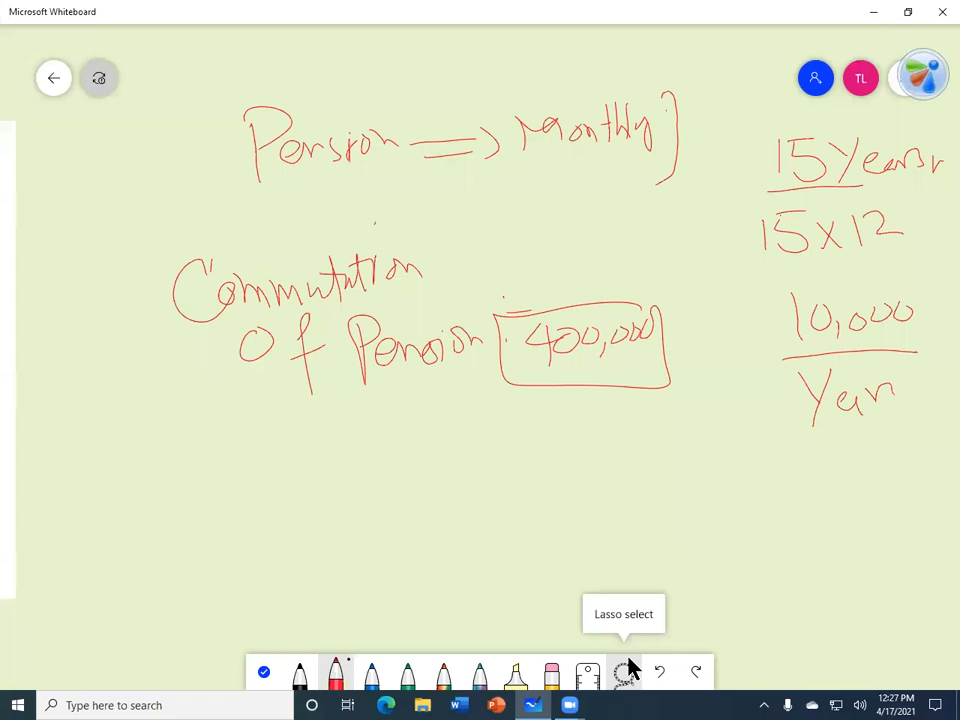 Microsoft Whiteboard
TL
Pension => Monthly]
15 Years
15 x 12
Commutation
Of Pension : 400,000
10,000
Year
Lasso select
Type here to search
12:27 PM
4/17/2021